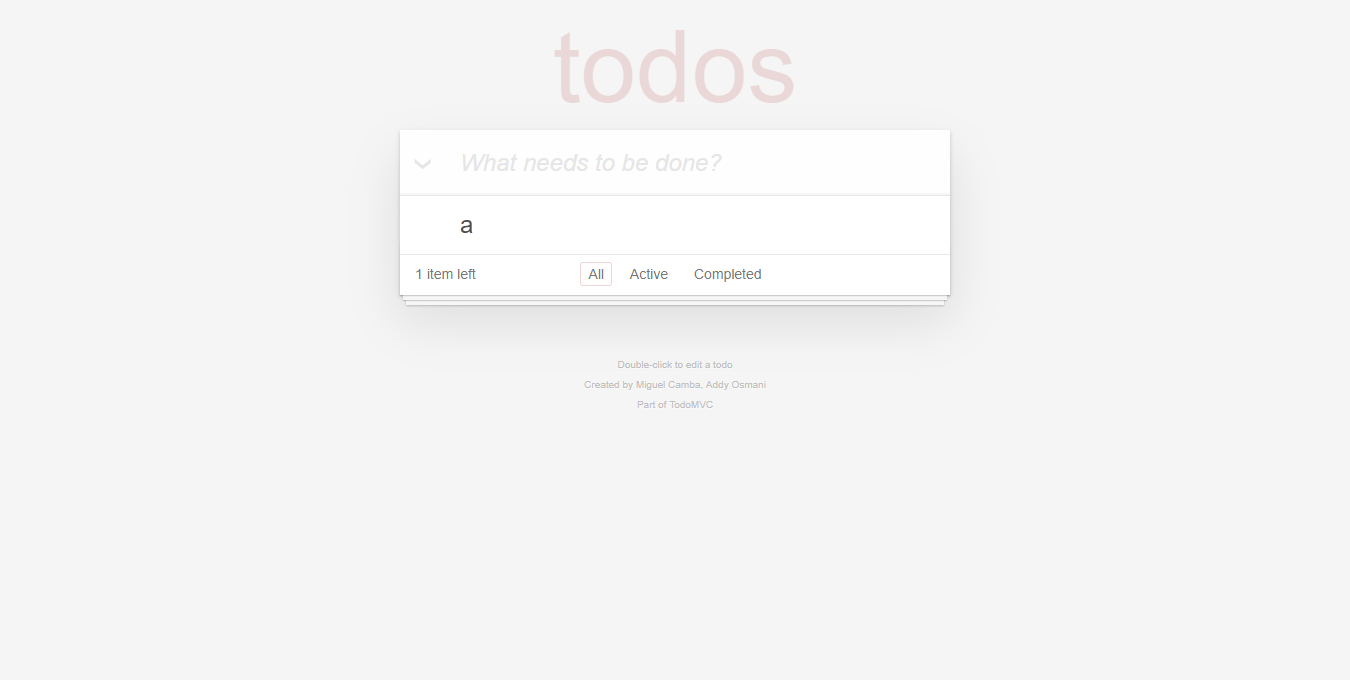 todos
What needs to be done?
a
1 item left All Active Completed
Double-click to edit a todo
Created by Miguel Camba, Addy Osmani
Part of TodoMVC